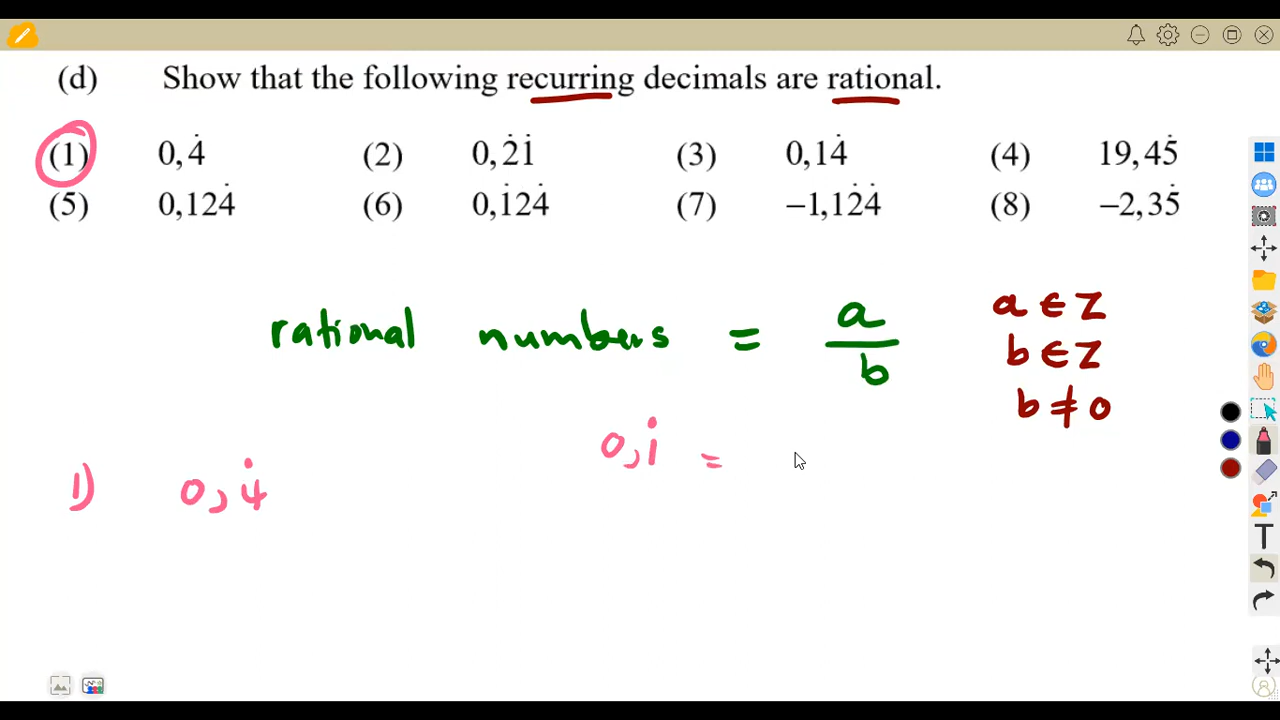 (d) Show that the following recurring decimals are rational.
(1) 0,4̇ (2) 0,2̇1̇ (3) 0,14̇ (4) 19,45̇
(5) 0,124̇ (6) 0,1̇24̇ (7) −1,12̇4̇ (8) −2,35̇
rational numbers = a/b
a ∈ Z
b ∈ Z
b ≠ 0
0,1̇ =
1) 0,4̇
T